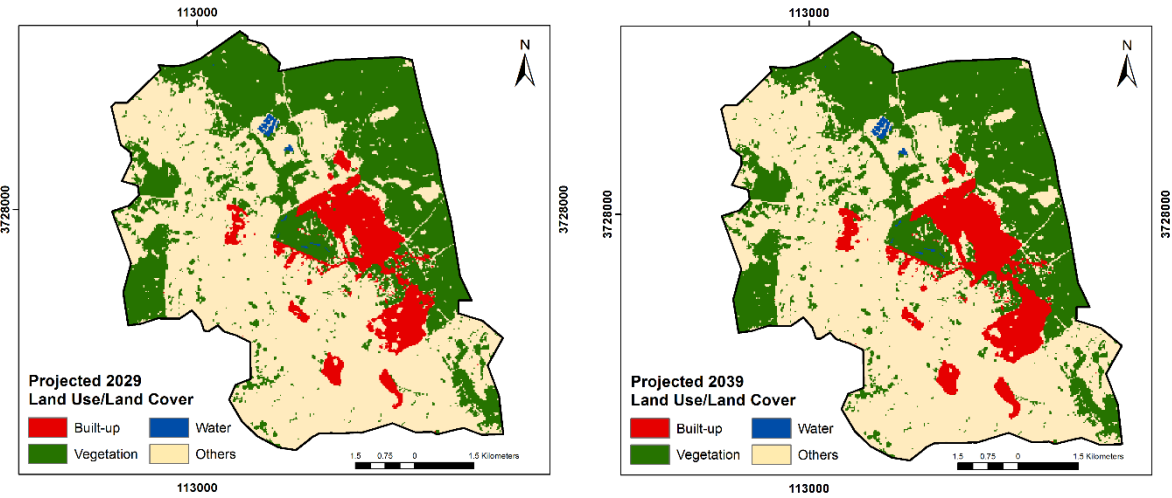 113000
N
3728000
3728000
Projected 2029
Land Use/Land Cover
Built-up
Water
Vegetation
Others
1.5 0.75 0 1.5 Kilometers
113000
113000
N
3728000
3728000
Projected 2039
Land Use/Land Cover
Built-up
Water
Vegetation
Others
1.5 0.75 0 1.5 Kilometers
113000